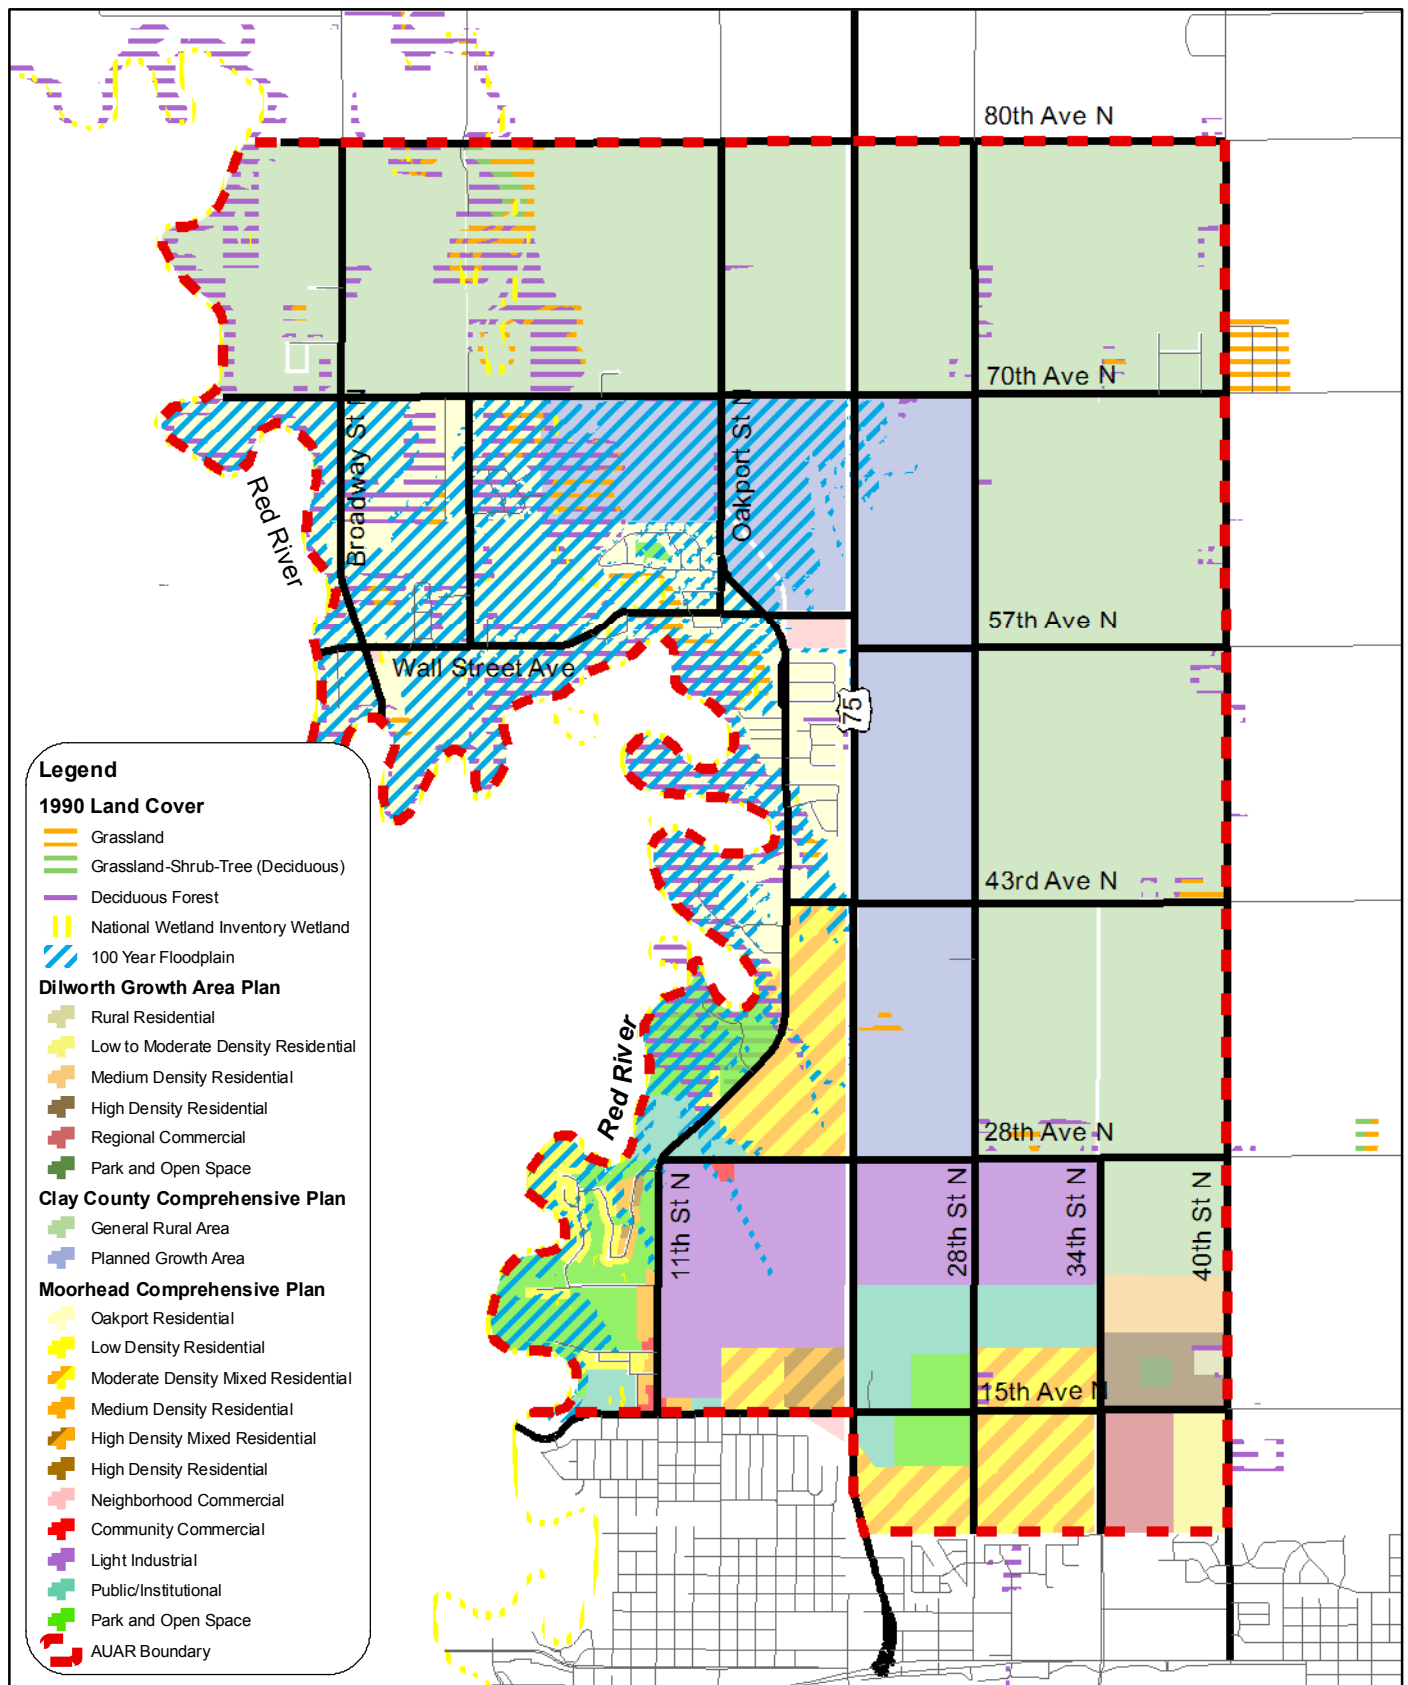 80th Ave N
70th Ave N
Broadway St N
Oakport St N
Red River
57th Ave N
Wall Street Ave
75
43rd Ave N
Red River
28th Ave N
11th St N
28th St N
34th St N
40th St N
15th Ave N
Legend
1990 Land Cover
Grassland
Grassland-Shrub-Tree (Deciduous)
Deciduous Forest
National Wetland Inventory Wetland
100 Year Floodplain
Dilworth Growth Area Plan
Rural Residential
Low to Moderate Density Residential
Medium Density Residential
High Density Residential
Regional Commercial
Park and Open Space
Clay County Comprehensive Plan
General Rural Area
Planned Growth Area
Moorhead Comprehensive Plan
Oakport Residential
Low Density Residential
Moderate Density Mixed Residential
Medium Density Residential
High Density Mixed Residential
High Density Residential
Neighborhood Commercial
Community Commercial
Light Industrial
Public/Institutional
Park and Open Space
AUAR Boundary